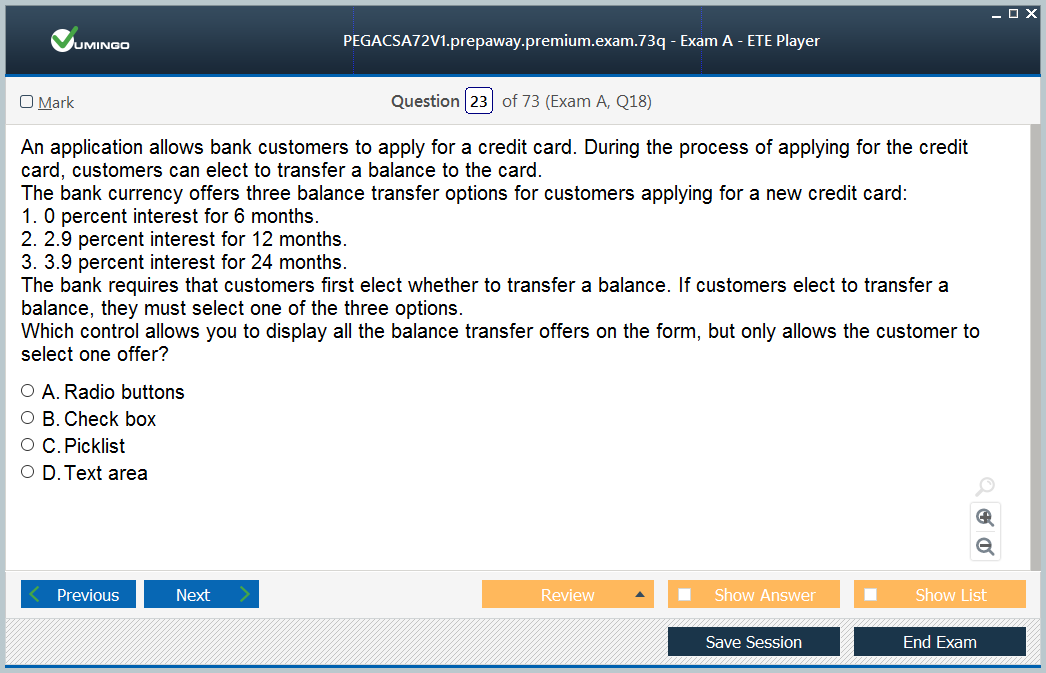 VUMINGO
PEGACSA72V1.prepaway.premium.exam.73q - Exam A - ETE Player
Mark
Question 23 of 73 (Exam A, Q18)
An application allows bank customers to apply for a credit card. During the process of applying for the credit
card, customers can elect to transfer a balance to the card.
The bank currency offers three balance transfer options for customers applying for a new credit card:
1. 0 percent interest for 6 months.
2. 2.9 percent interest for 12 months.
3. 3.9 percent interest for 24 months.
The bank requires that customers first elect whether to transfer a balance. If customers elect to transfer a
balance, they must select one of the three options.
Which control allows you to display all the balance transfer offers on the form, but only allows the customer to
select one offer?
A. Radio buttons
B. Check box
C. Picklist
D. Text area
Previous
Next
Review
Show Answer
Show List
Save Session
End Exam